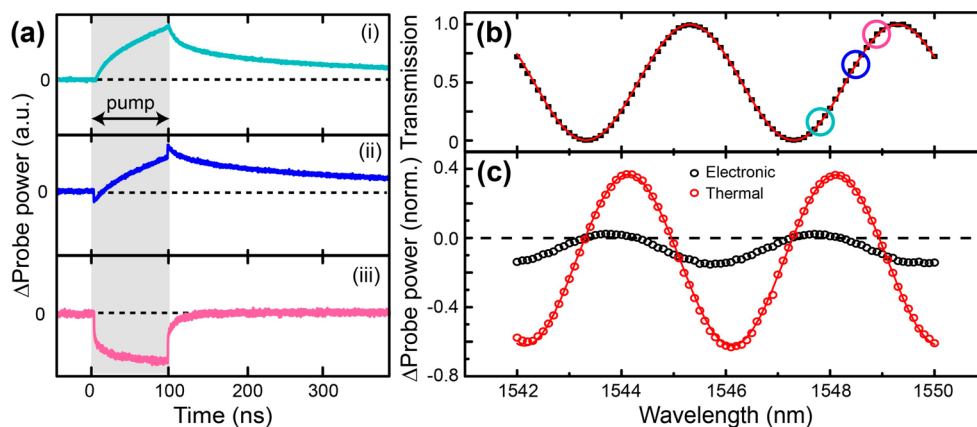 (a)
(i)
0
pump
(ii)
0
(iii)
0
ΔProbe power (a.u.)
0
100
200
300
Time (ns)
(b)
1.0
0.5
0
Transmission
(c)
Electronic
Thermal
0.4
0.0
-0.4
-0.8
ΔProbe power (norm.)
1542
1544
1546
1548
1550
Wavelength (nm)